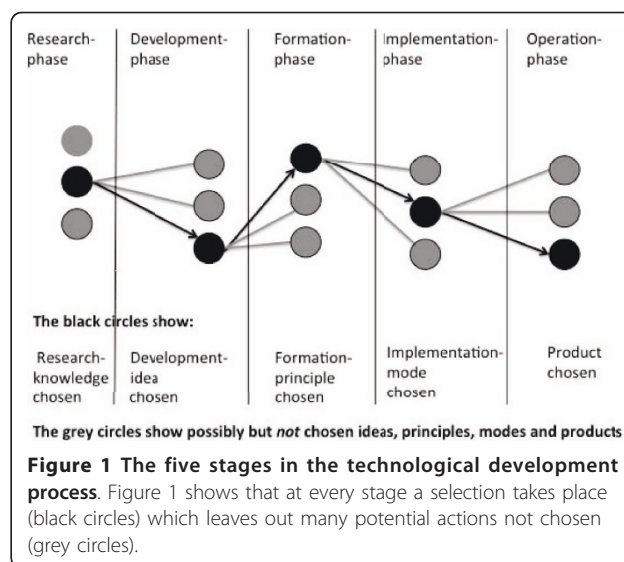 Research-
phase
Development-
phase
Formation-
phase
Implementation-
phase
Operation-
phase
The black circles show:
Research-
knowledge
chosen
Development-
idea
chosen
Formation-
principle
chosen
Implementation-
mode
chosen
Product
chosen
The grey circles show possibly but not chosen ideas, principles, modes and products
Figure 1 The five stages in the technological development
process. Figure 1 shows that at every stage a selection takes place
(black circles) which leaves out many potential actions not chosen
(grey circles).